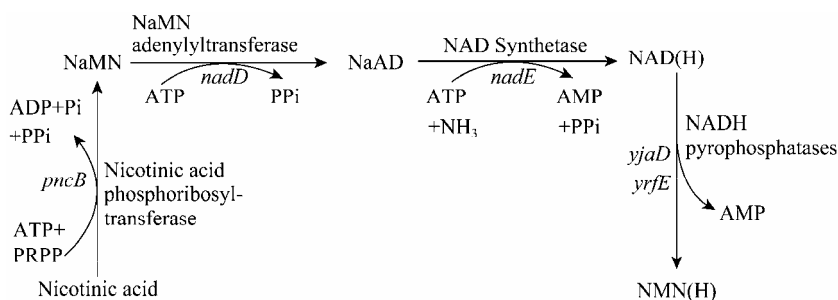 NaMN
adenylyltransferase
NaMN
nadD
ATP
PPi
NaAD
NAD Synthetase
nadE
ATP
+NH₃
AMP
+PPi
NAD(H)
ADP+Pi
+PPi
pncB
Nicotinic acid
phosphoribosyl-
transferase
ATP+
PRPP
Nicotinic acid
NADH
pyrophosphatases
yjaD
yrfE
AMP
NMN(H)